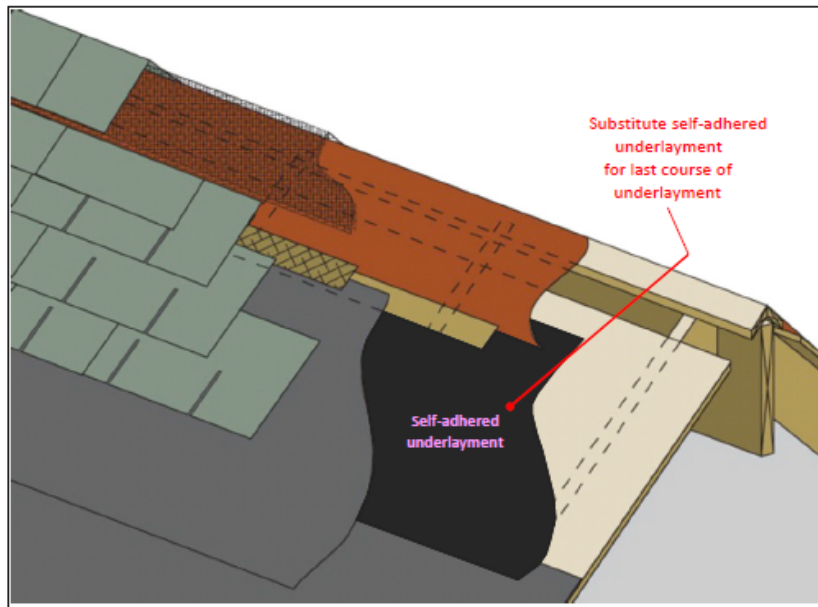 Substitute self-adhered
underlayment
for last course of
underlayment
Self-adhered
underlayment